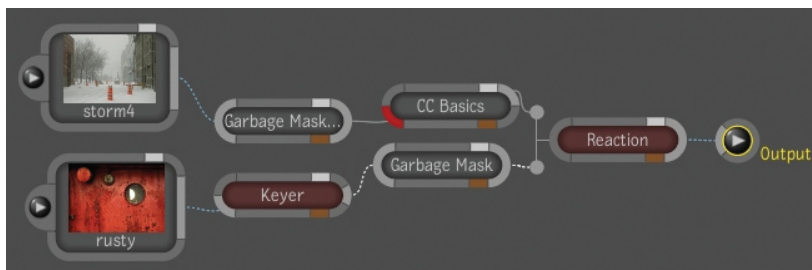 storm4
Garbage Mask...
CC Basics
Reaction
Output
rusty
Keyer
Garbage Mask